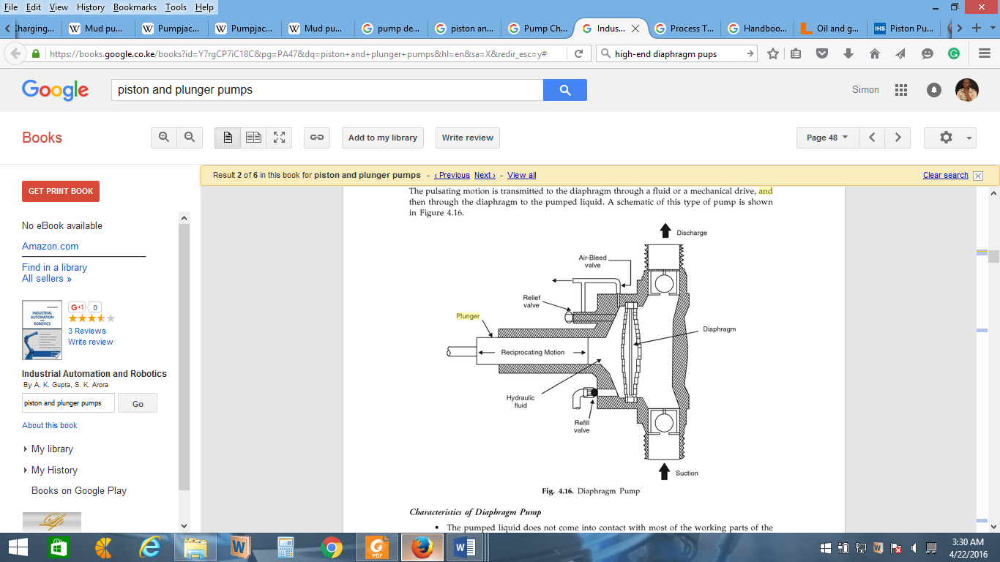 File Edit View History Bookmarks Tools Help
Charging... Mud pu... Pumpjac... Pumpjac... Mud pu... pump de... piston an... Pump Ch... Indus... Process T... Handboo... Oil and g... IHS Piston Pu...
https://books.google.co.ke/books?id=Y7rgCP7iC18C&pg=PA47&dq=piston+and+plunger+pumps&hl=en&sa=X&redir_esc=y#
high-end diaphragm pups
Google
piston and plunger pumps
Simon
Books
Add to my library
Write review
Page 48
Result 2 of 6 in this book for piston and plunger pumps - ‹ Previous Next › - View all
Clear search
GET PRINT BOOK
No eBook available
Amazon.com
Find in a library
All sellers »
INDUSTRIAL
AUTOMATION
AND
ROBOTICS
G+1 0
3 Reviews
Write review
Industrial Automation and Robotics
By A. K. Gupta, S. K. Arora
piston and plunger pumps
Go
About this book
My library
My History
Books on Google Play
The pulsating motion is transmitted to the diaphragm through a fluid or a mechanical drive, and
then through the diaphragm to the pumped liquid. A schematic of this type of pump is shown
in Figure 4.16.
Discharge
Air-Bleed
valve
Relief
valve
Plunger
Diaphragm
Reciprocating Motion
Hydraulic
fluid
Refill
valve
Suction
Fig. 4.16. Diaphragm Pump
Characteristics of Diaphragm Pump
• The pumped liquid does not come into contact with most of the working parts of the
PDF
3:30 AM
4/22/2016